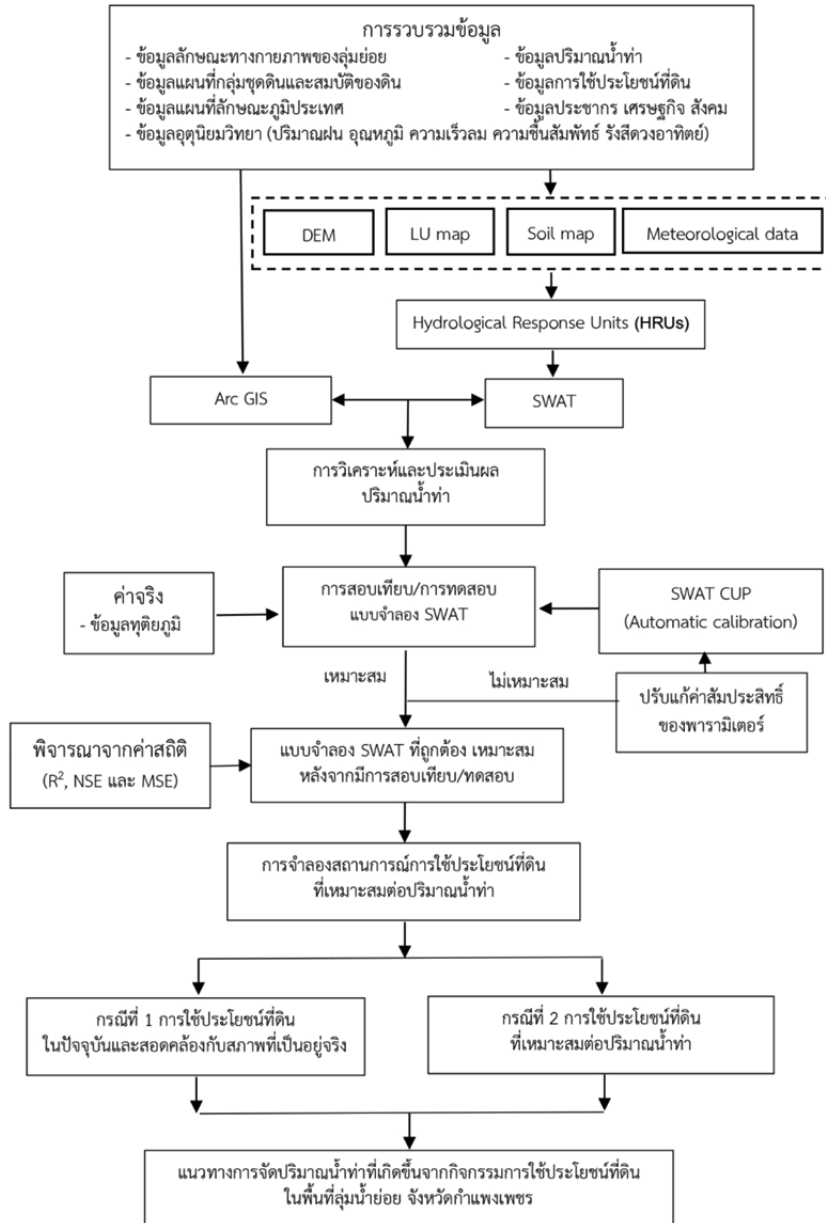 การรวบรวมข้อมูล
- ข้อมูลลักษณะทางกายภาพของลุ่มย่อย
- ข้อมูลปริมาณน้ำท่า
- ข้อมูลแผนที่กลุ่มชุดดินและสมบัติของดิน
- ข้อมูลการใช้ประโยชน์ที่ดิน
- ข้อมูลแผนที่ลักษณะภูมิประเทศ
- ข้อมูลประชากร เศรษฐกิจ สังคม
- ข้อมูลอุตุนิยมวิทยา (ปริมาณฝน อุณหภูมิ ความเร็วลม ความชื้นสัมพัทธ์ รังสีดวงอาทิตย์)
DEM
LU map
Soil map
Meteorological data
Hydrological Response Units (HRUs)
Arc GIS
SWAT
การวิเคราะห์และประเมินผล
ปริมาณน้ำท่า
ค่าจริง
- ข้อมูลทุติยภูมิ
การสอบเทียบ/การทดสอบ
แบบจำลอง SWAT
SWAT CUP
(Automatic calibration)
เหมาะสม
ไม่เหมาะสม
ปรับแก้ค่าสัมประสิทธิ์
ของพารามิเตอร์
พิจารณาจากค่าสถิติ
(R², NSE และ MSE)
แบบจำลอง SWAT ที่ถูกต้อง เหมาะสม
หลังจากมีการสอบเทียบ/ทดสอบ
การจำลองสถานการณ์การใช้ประโยชน์ที่ดิน
ที่เหมาะสมต่อปริมาณน้ำท่า
กรณีที่ 1 การใช้ประโยชน์ที่ดิน
ในปัจจุบันและสอดคล้องกับสภาพที่เป็นอยู่จริง
กรณีที่ 2 การใช้ประโยชน์ที่ดิน
ที่เหมาะสมต่อปริมาณน้ำท่า
แนวทางการจัดปริมาณน้ำท่าที่เกิดขึ้นจากกิจกรรมการใช้ประโยชน์ที่ดิน
ในพื้นที่ลุ่มน้ำย่อย จังหวัดกำแพงเพชร